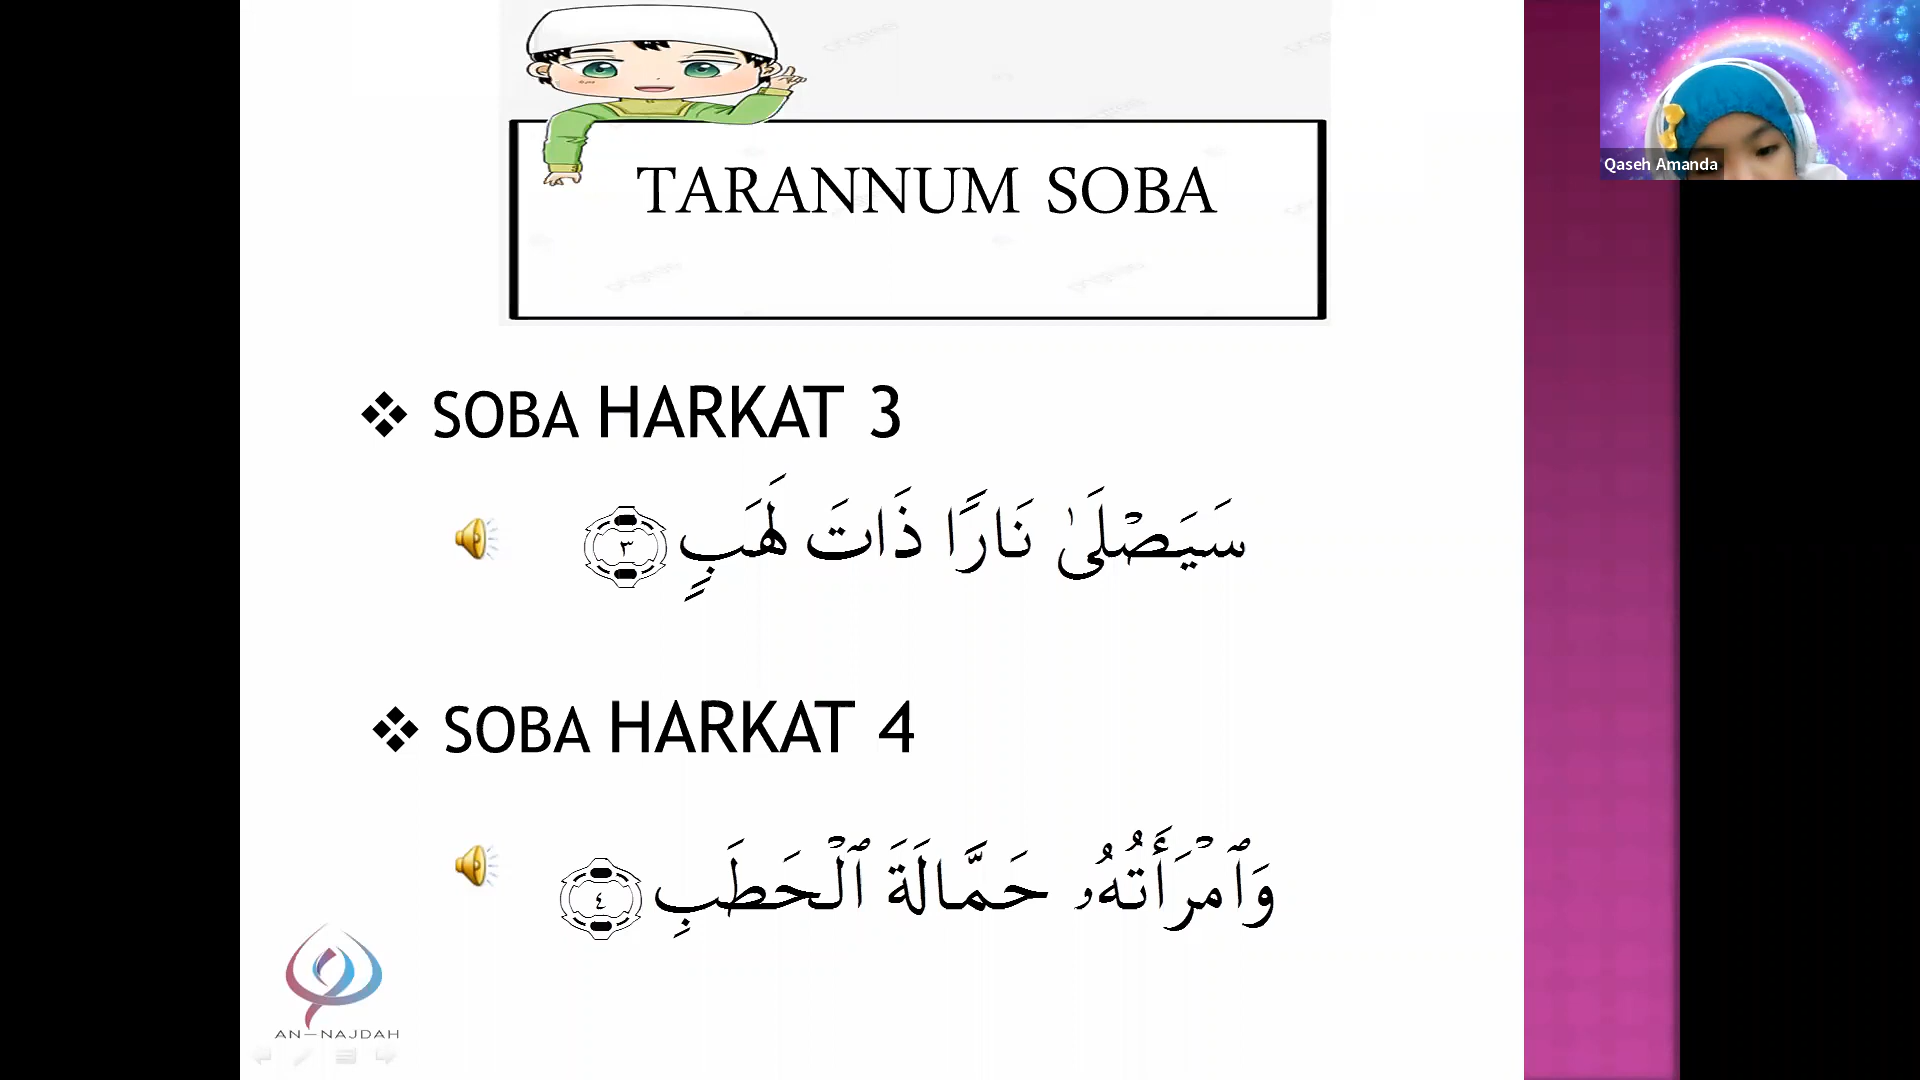 TARANNUM SOBA
Qaseh Amanda
❖ SOBA HARKAT 3
سَيَصْلَىٰ نَارًا ذَاتَ لَهَبٍ ٣
❖ SOBA HARKAT 4
وَٱمْرَأَتُهُۥ حَمَّالَةَ ٱلْحَطَبِ ٤
AN-NAJDAH